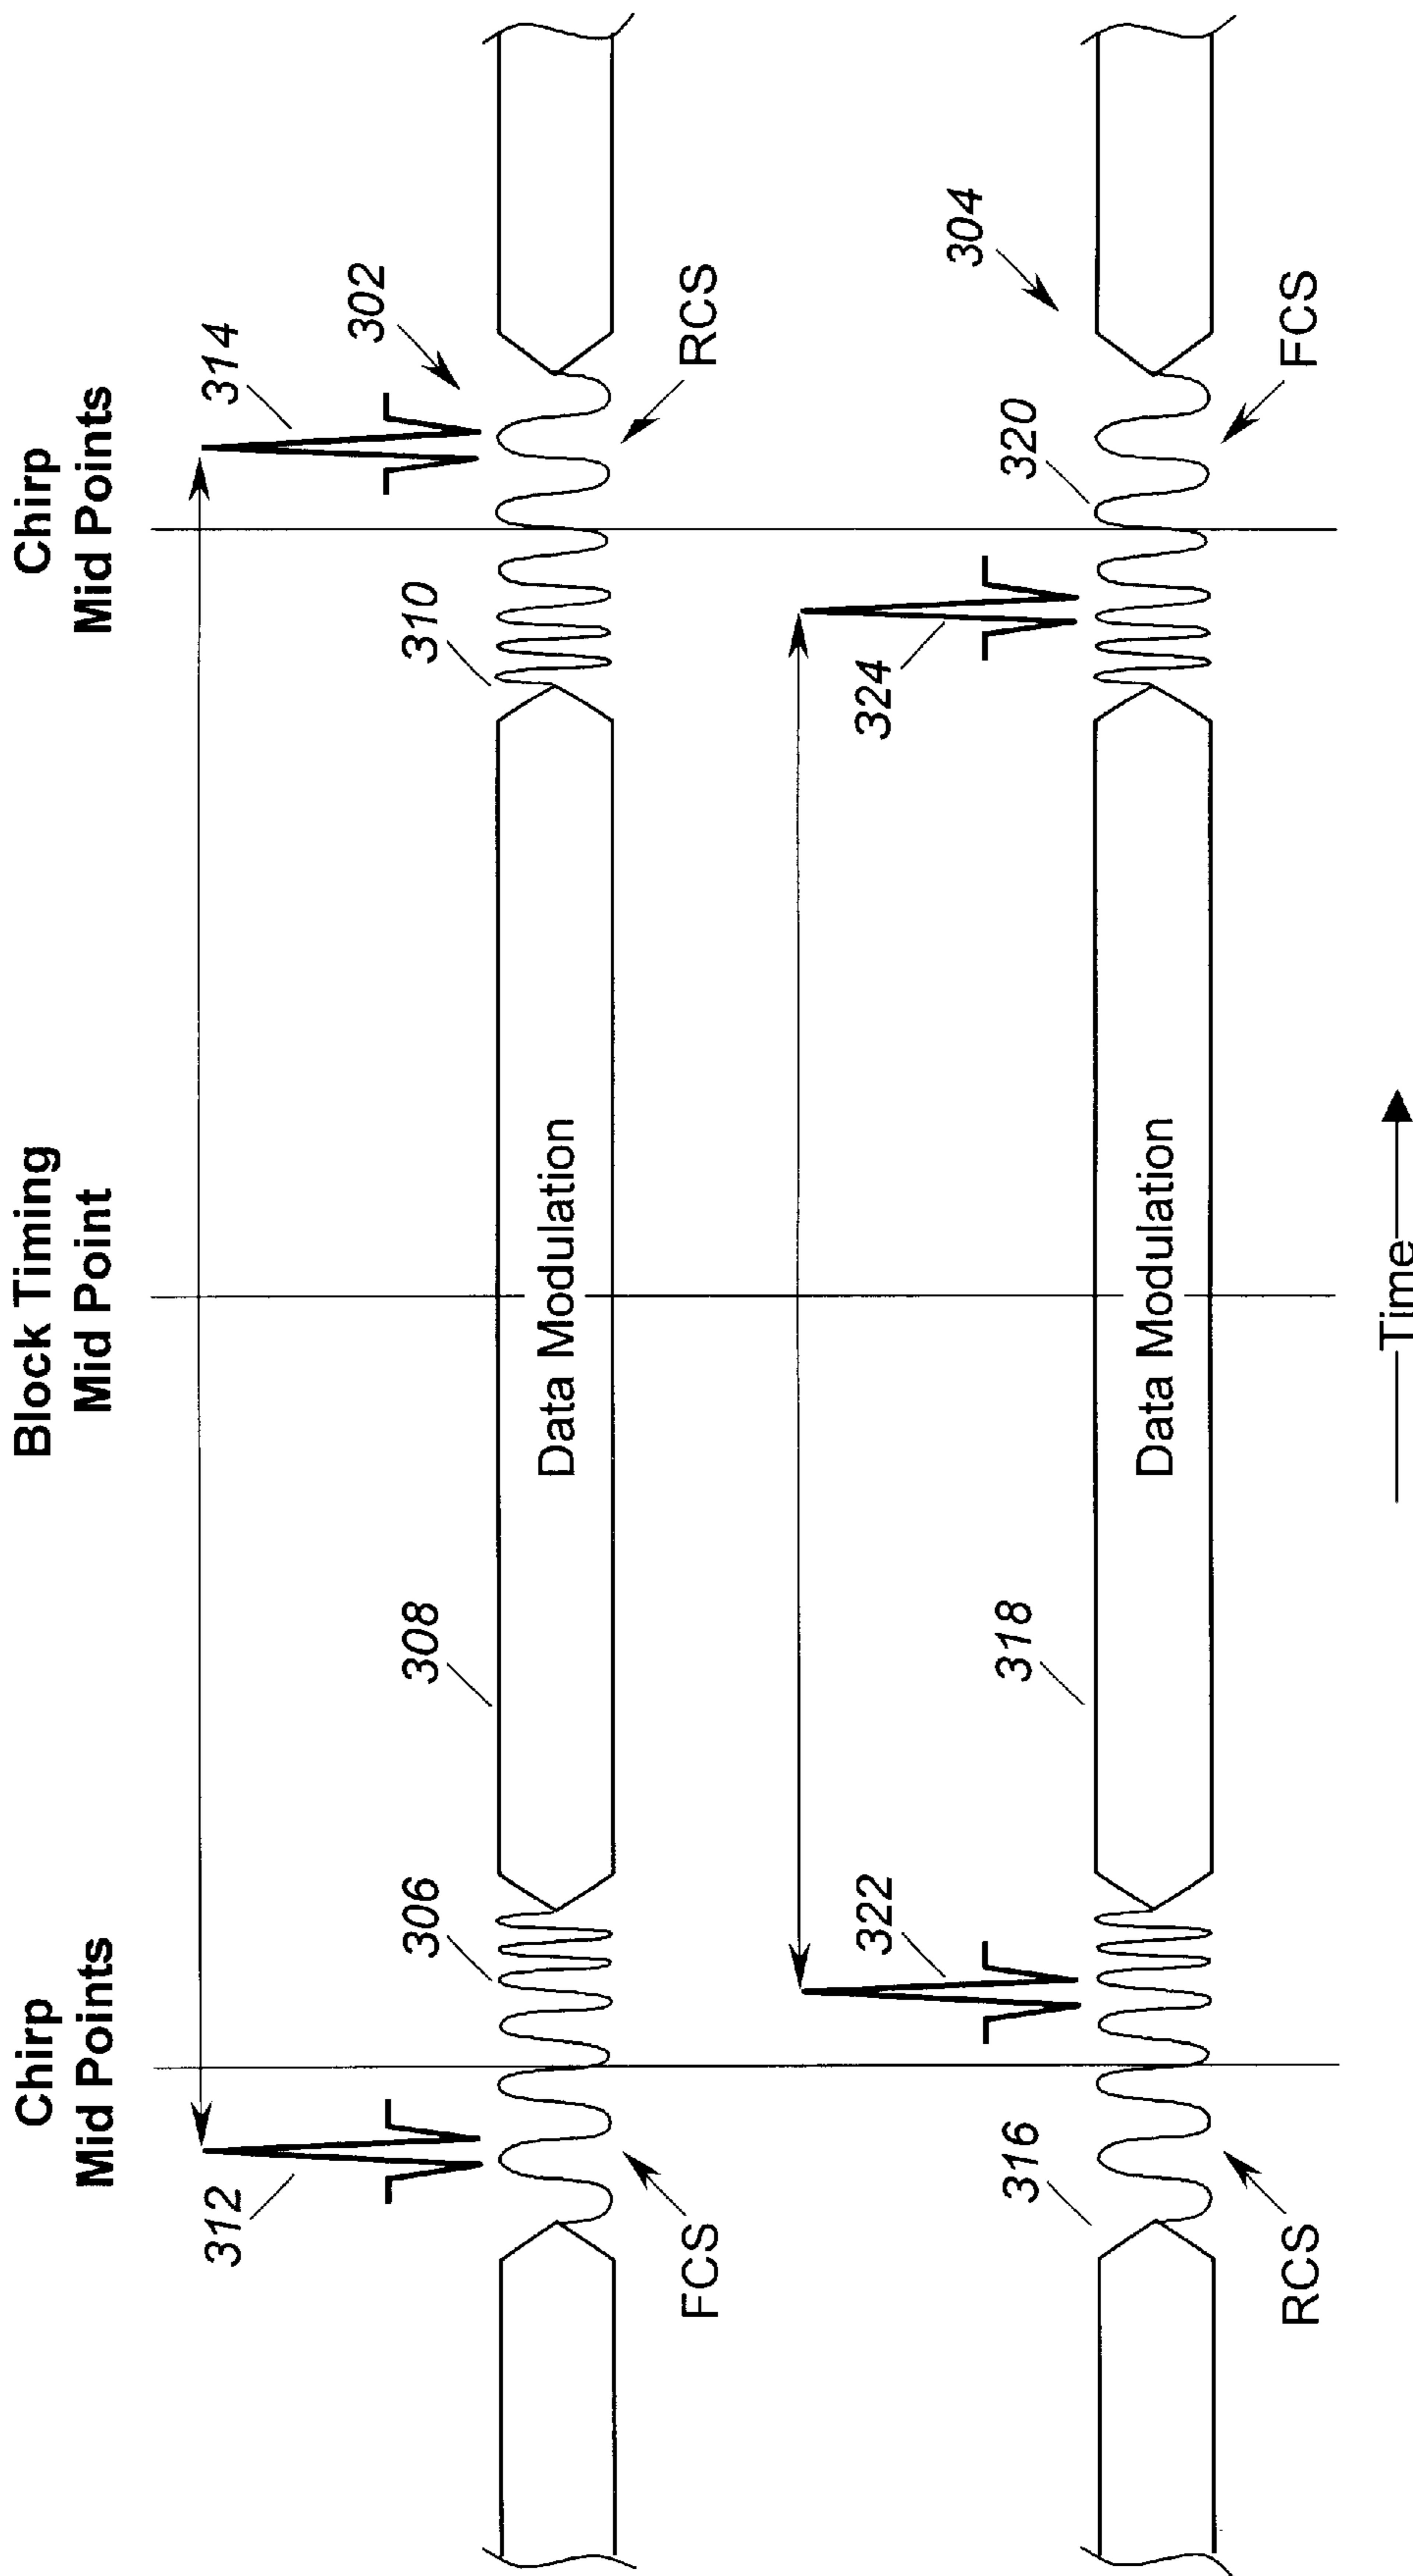 Chirp
Mid Points
Block Timing
Mid Point
Chirp
Mid Points
312
314
302
306
308
310
Data Modulation
FCS
RCS
322
324
304
316
318
320
Data Modulation
RCS
FCS
Time